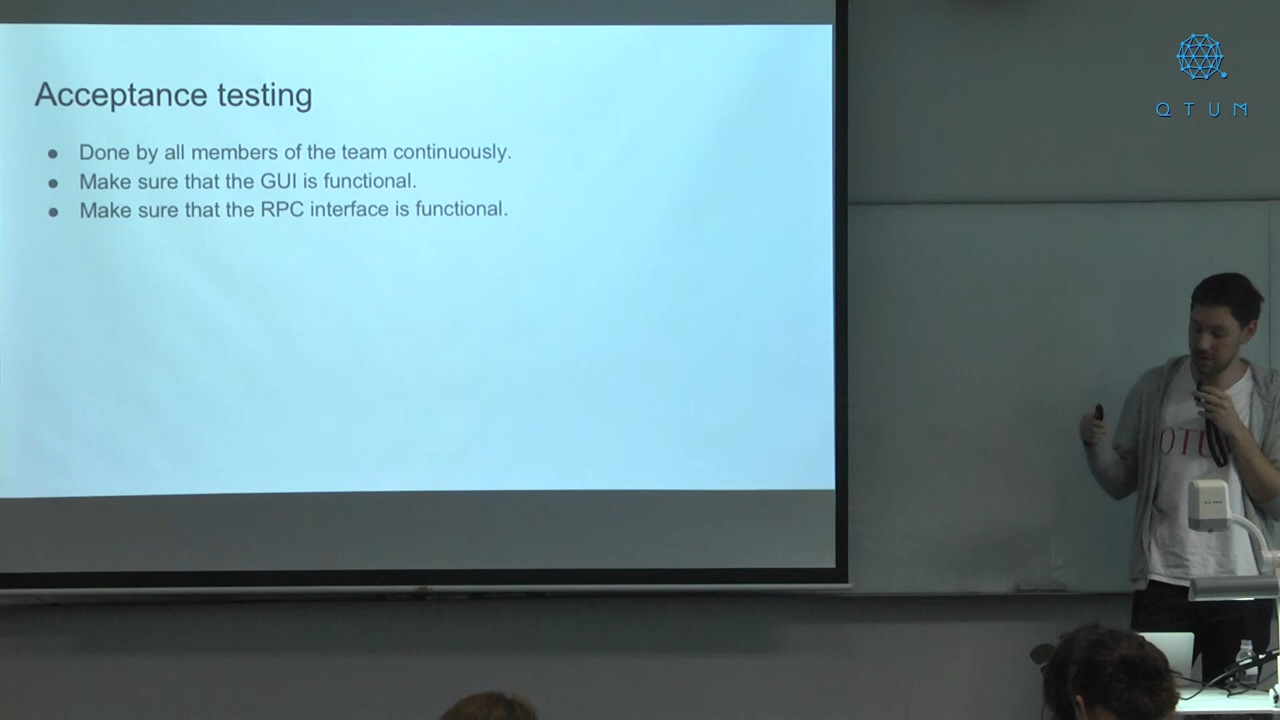 Acceptance testing
● Done by all members of the team continuously.
● Make sure that the GUI is functional.
● Make sure that the RPC interface is functional.
QTUM
QTU